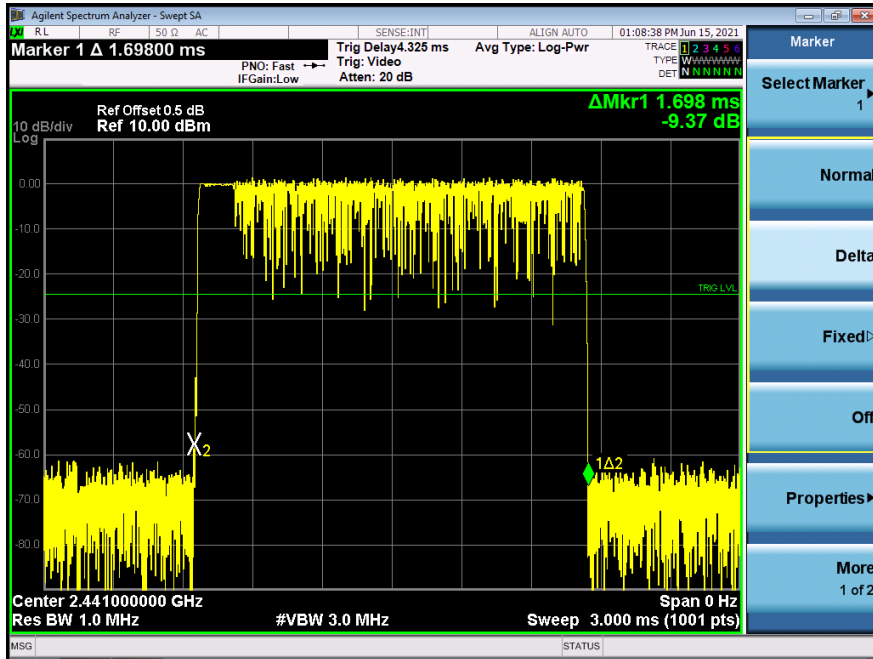 Agilent Spectrum Analyzer - Swept SA
LXI RL RF 50 Ω AC SENSE:INT ALIGN AUTO 01:08:38 PM Jun 15, 2021
Marker 1 Δ 1.69800 ms
PNO: Fast
IFGain:Low
Trig Delay4.325 ms
Trig: Video
Atten: 20 dB
Avg Type: Log-Pwr
TRACE 1 2 3 4 5 6
TYPE WWWWWW
DET N N N N N N
ΔMkr1 1.698 ms
-9.37 dB
Ref Offset 0.5 dB
Ref 10.00 dBm
10 dB/div
Log
0.00
-10.0
-20.0
TRIG LVL
-30.0
-40.0
-50.0
2
-60.0
1Δ2
-70.0
-80.0
Center 2.441000000 GHz
Span 0 Hz
Res BW 1.0 MHz
#VBW 3.0 MHz
Sweep 3.000 ms (1001 pts)
MSG
STATUS
Marker
Select Marker
1
Normal
Delta
Fixed
Off
Properties
More
1 of 2